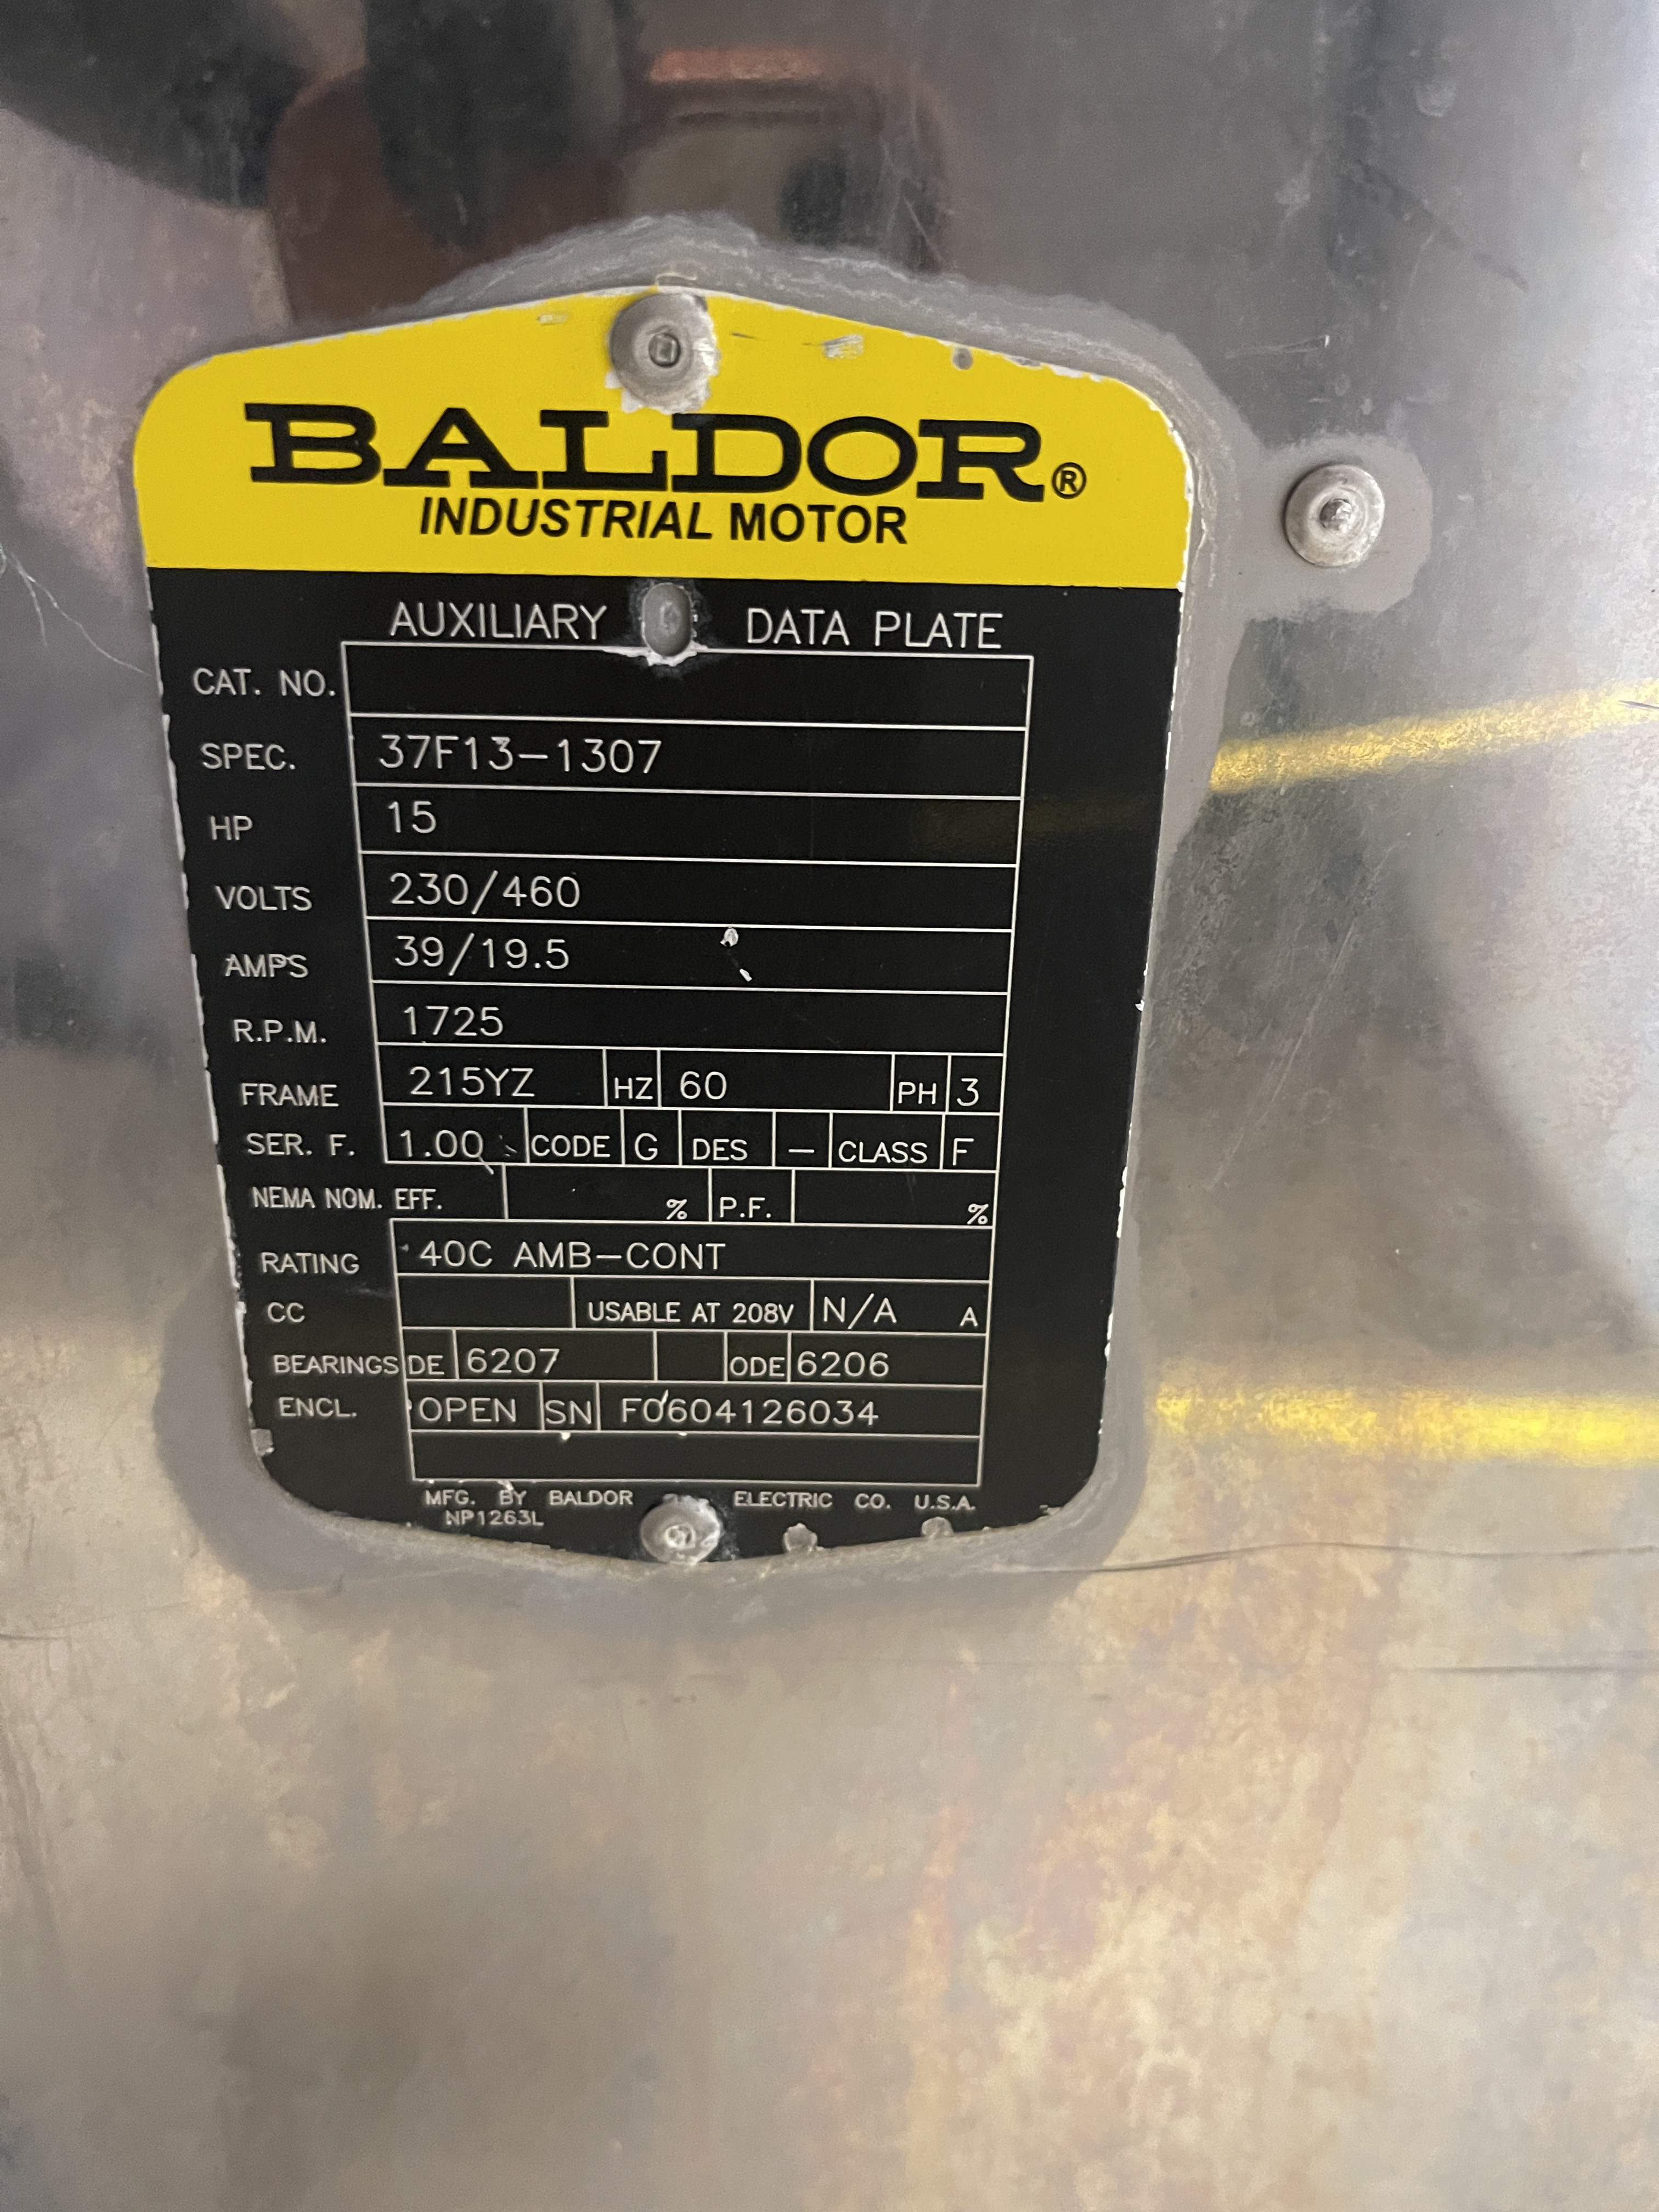 BALDOR®
INDUSTRIAL MOTOR
AUXILIARY DATA PLATE
CAT. NO.
SPEC. 37F13-1307
HP 15
VOLTS 230/460
AMPS 39/19.5
R.P.M. 1725
FRAME 215YZ HZ 60 PH 3
SER. F. 1.00 CODE G DES — CLASS F
NEMA NOM. EFF. % P.F. %
RATING 40C AMB-CONT
CC USABLE AT 208V N/A A
BEARINGS DE 6207 ODE 6206
ENCL. OPEN SN F0604126034
MFG. BY BALDOR ELECTRIC CO. U.S.A.
NP1263L